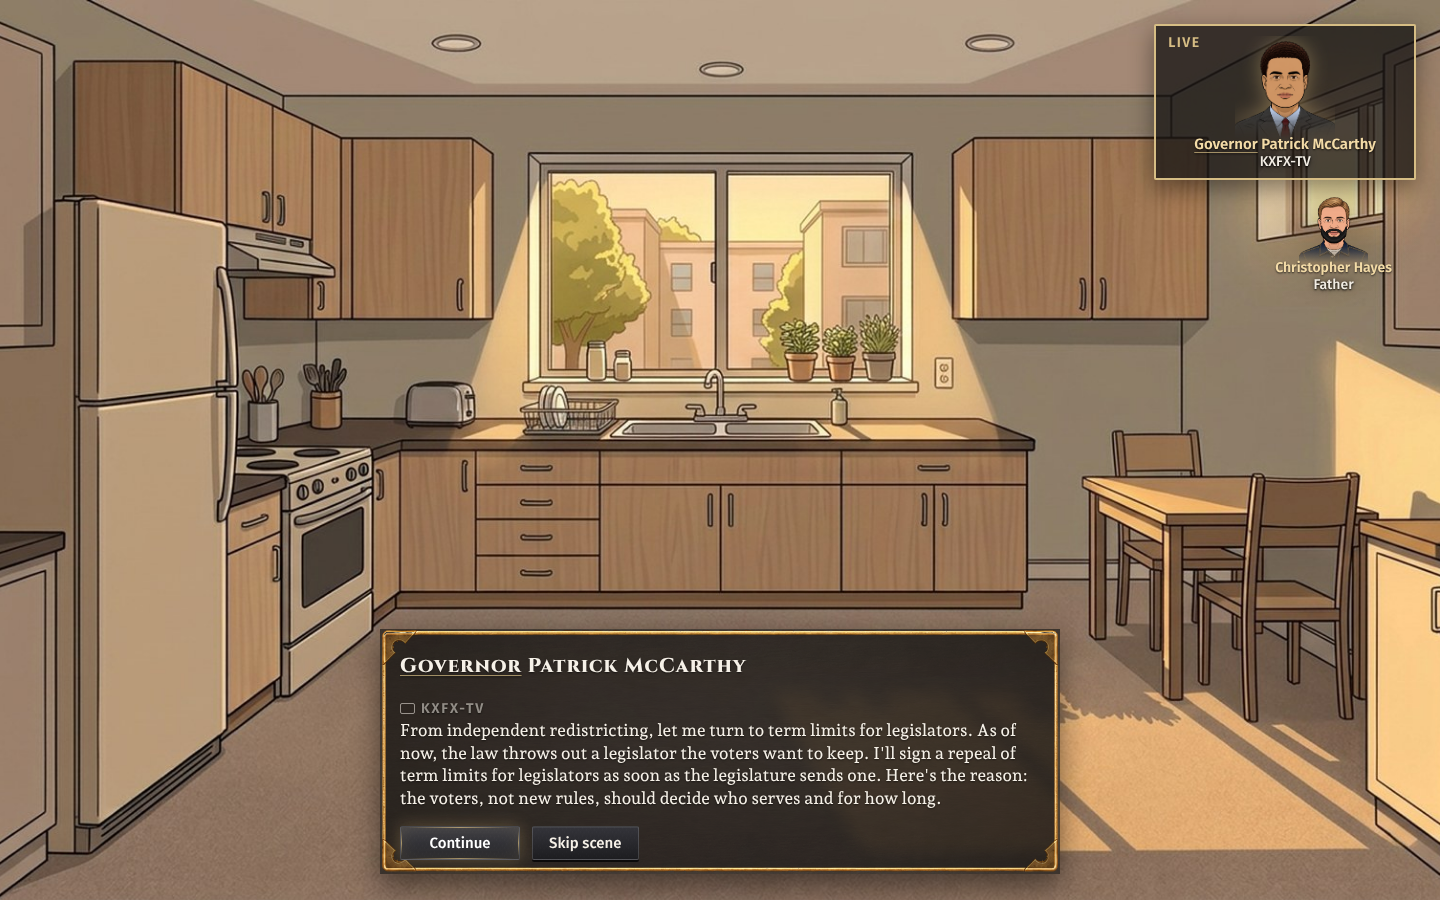 LIVE
Governor Patrick McCarthy
KXFX-TV
Christopher Hayes
Father
Governor Patrick McCarthy
KXFX-TV
From independent redistricting, let me turn to term limits for legislators. As of
now, the law throws out a legislator the voters want to keep. I'll sign a repeal of
term limits for legislators as soon as the legislature sends one. Here's the reason:
the voters, not new rules, should decide who serves and for how long.
Continue
Skip scene